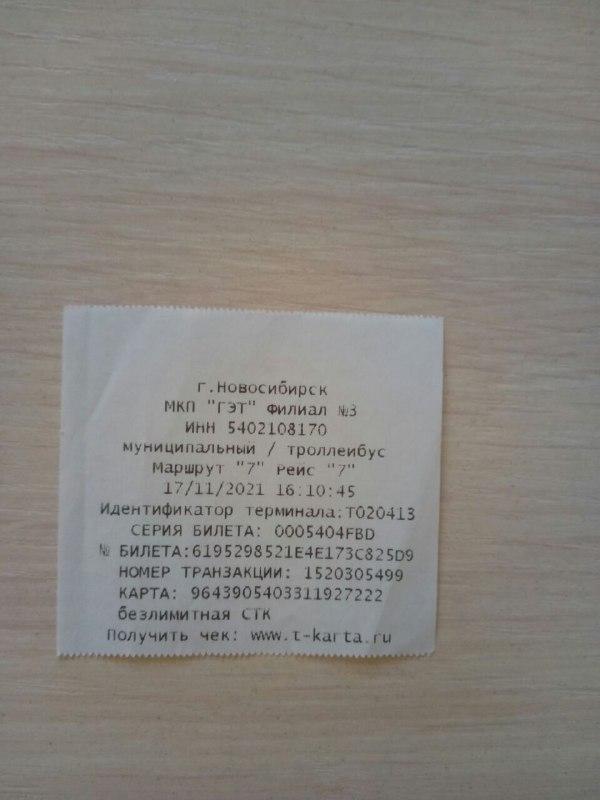 г.Новосибирск
МКП "ГЭТ" Филиал №3
ИНН 5402108170
муниципальный / троллейбус
Маршрут "7" Рейс "7"
17/11/2021 16:10:45
Идентификатор терминала:T020413
СЕРИЯ БИЛЕТА: 0005404FBD
№ БИЛЕТА:6195298521E4E173C825D9
НОМЕР ТРАНЗАКЦИИ: 1520305499
КАРТА: 9643905403311927222
безлимитная СТК
Получить чек: www.t-karta.ru